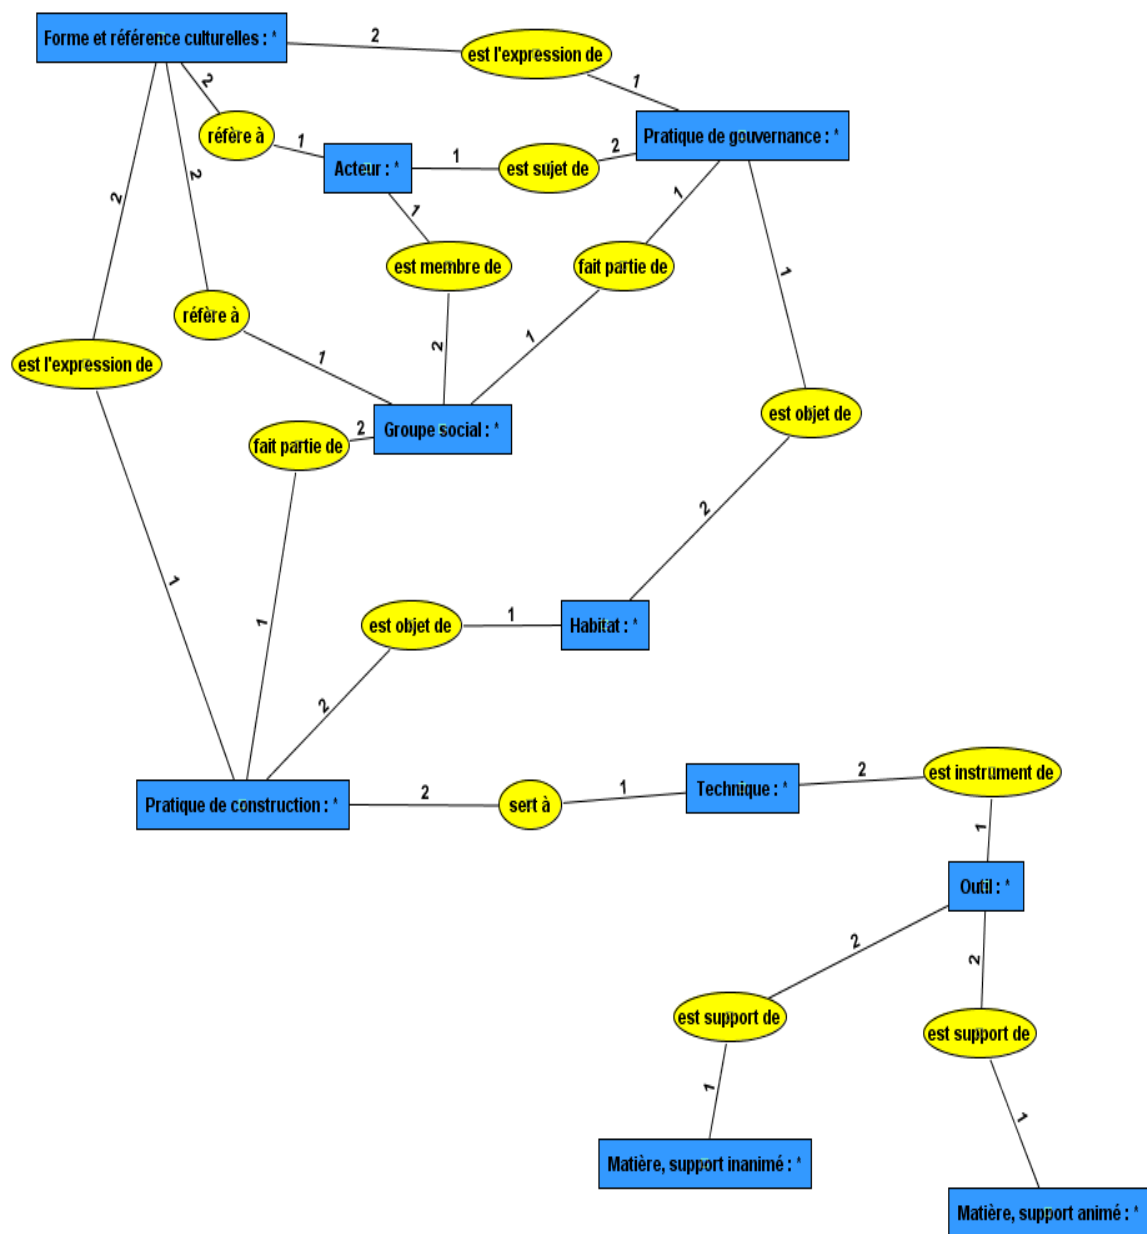 Forme et référence culturelles : *
2
est l'expression de
1
2
réfère à
1
Acteur : *
1
est sujet de
2
Pratique de gouvernance : *
2
2
1
est membre de
1
fait partie de
1
réfère à
1
2
1
est l'expression de
est objet de
Groupe social : *
2
fait partie de
2
1
1
est objet de
1
Habitat : *
2
Pratique de construction : *
2
sert à
1
Technique : *
2
est instrument de
1
Outil : *
2
2
est support de
est support de
1
1
Matière, support inanimé : *
Matière, support animé : *